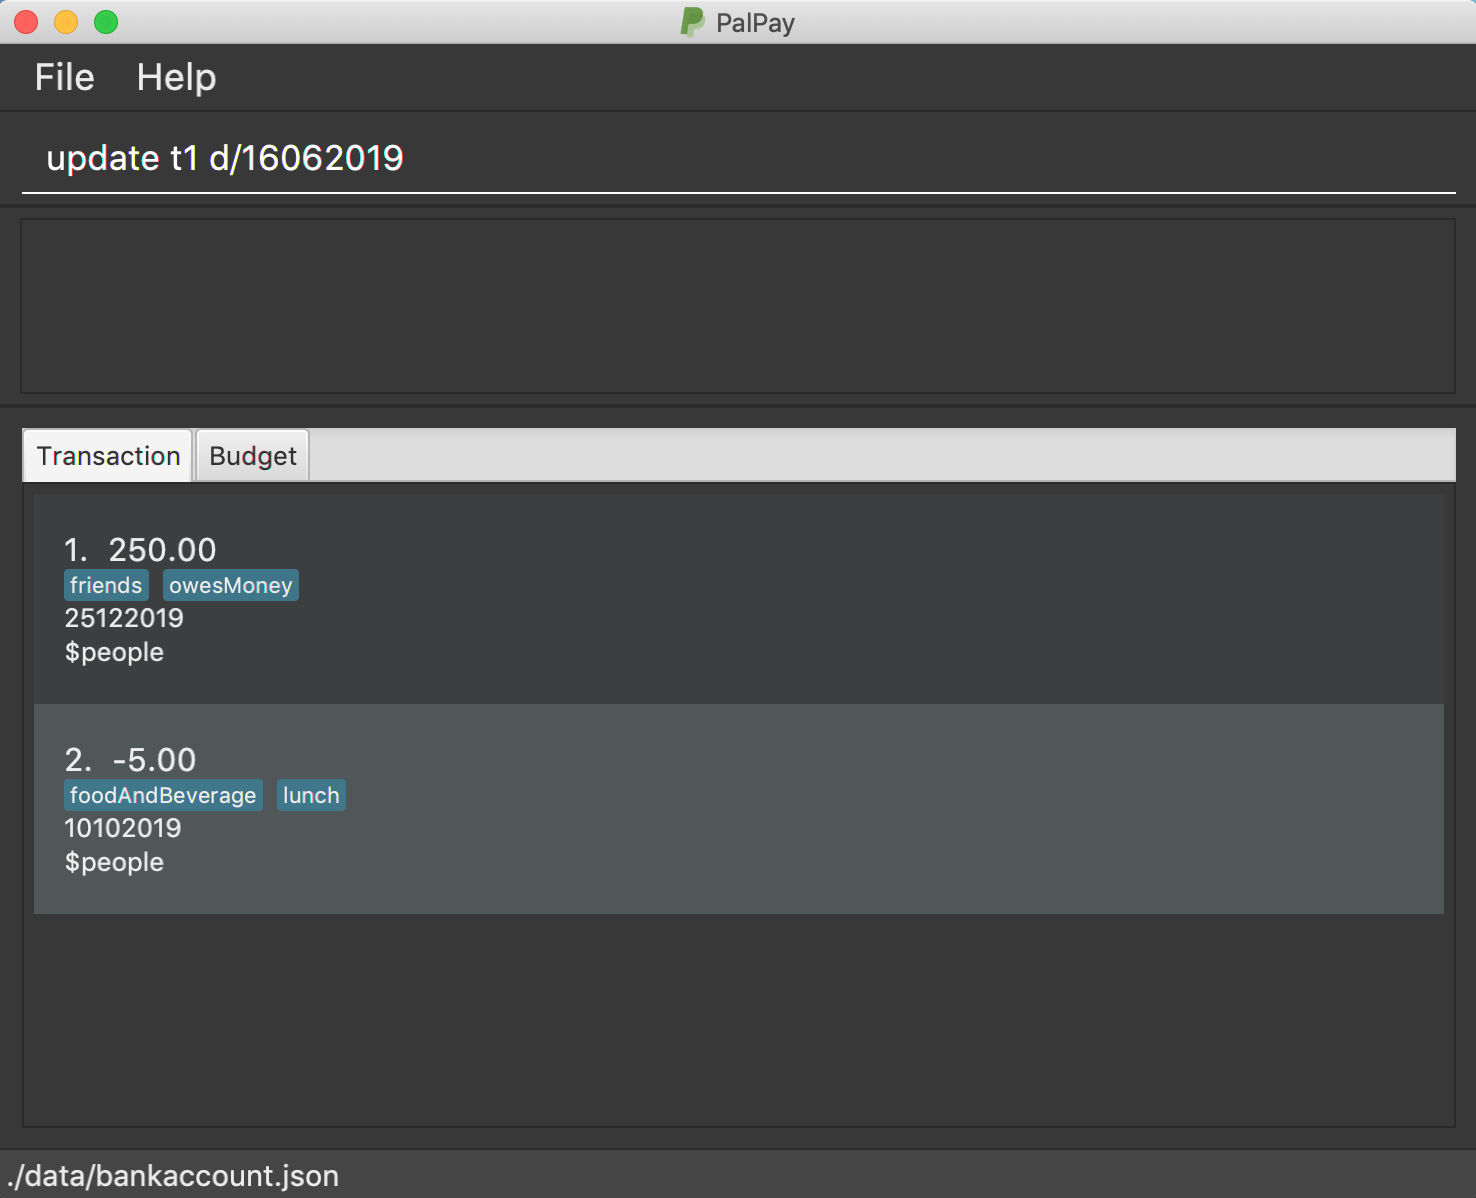 PalPay
File Help
update t1 d/16062019
Transaction Budget
1. 250.00
friends owesMoney
25122019
$people
2. -5.00
foodAndBeverage lunch
10102019
$people
./data/bankaccount.json